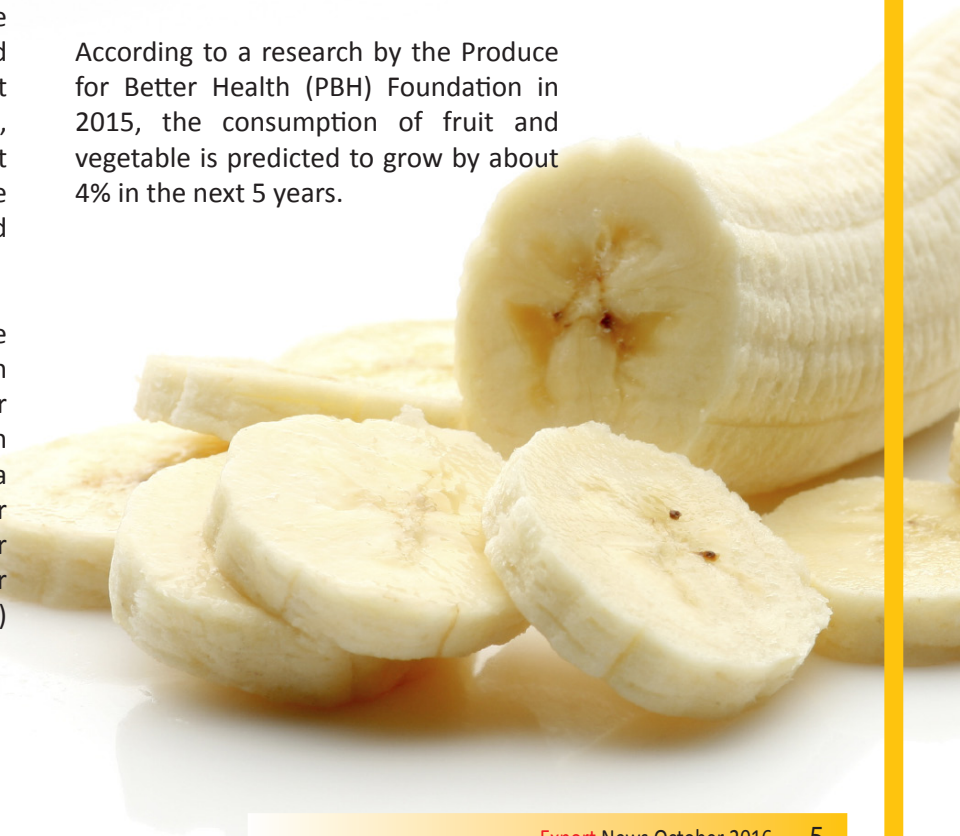 According to a research by the Produce
for Better Health (PBH) Foundation in
2015, the consumption of fruit and
vegetable is predicted to grow by about
4% in the next 5 years.
Export News October 2016 5